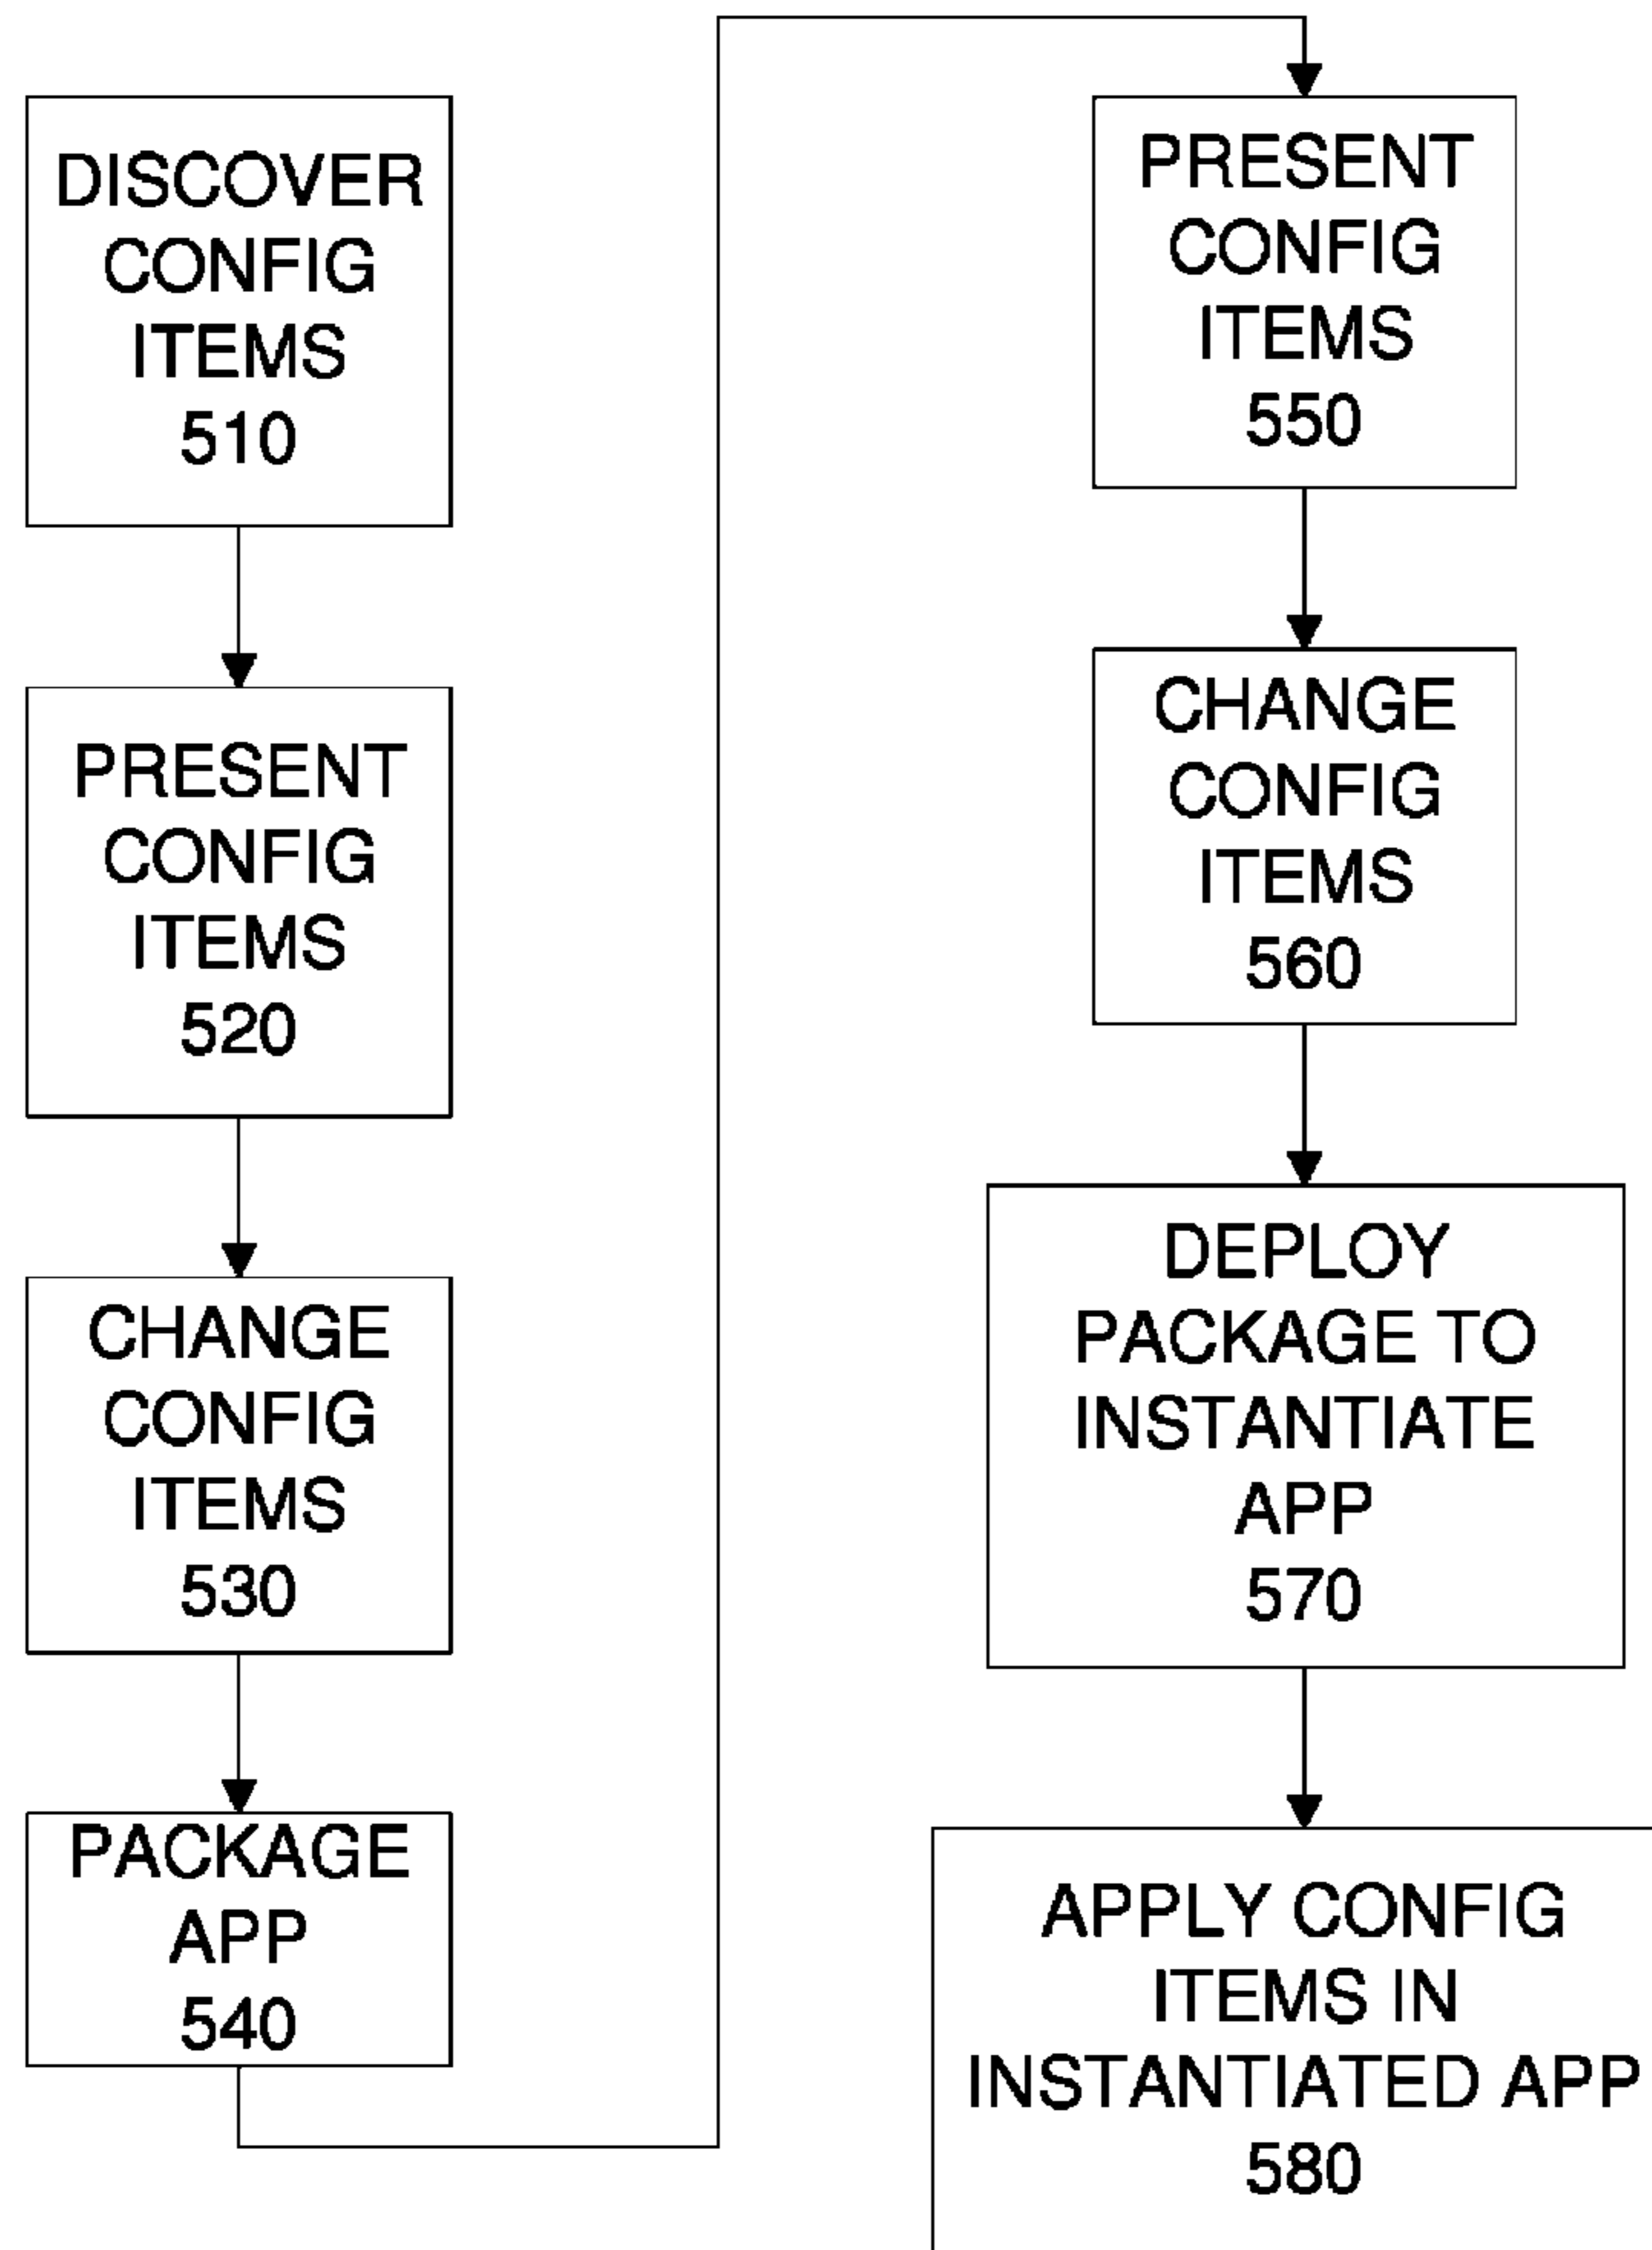 DISCOVER
CONFIG
ITEMS
510
PRESENT
CONFIG
ITEMS
520
CHANGE
CONFIG
ITEMS
530
PACKAGE
APP
540
PRESENT
CONFIG
ITEMS
550
CHANGE
CONFIG
ITEMS
560
DEPLOY
PACKAGE TO
INSTANTIATE
APP
570
APPLY CONFIG
ITEMS IN
INSTANTIATED APP
580